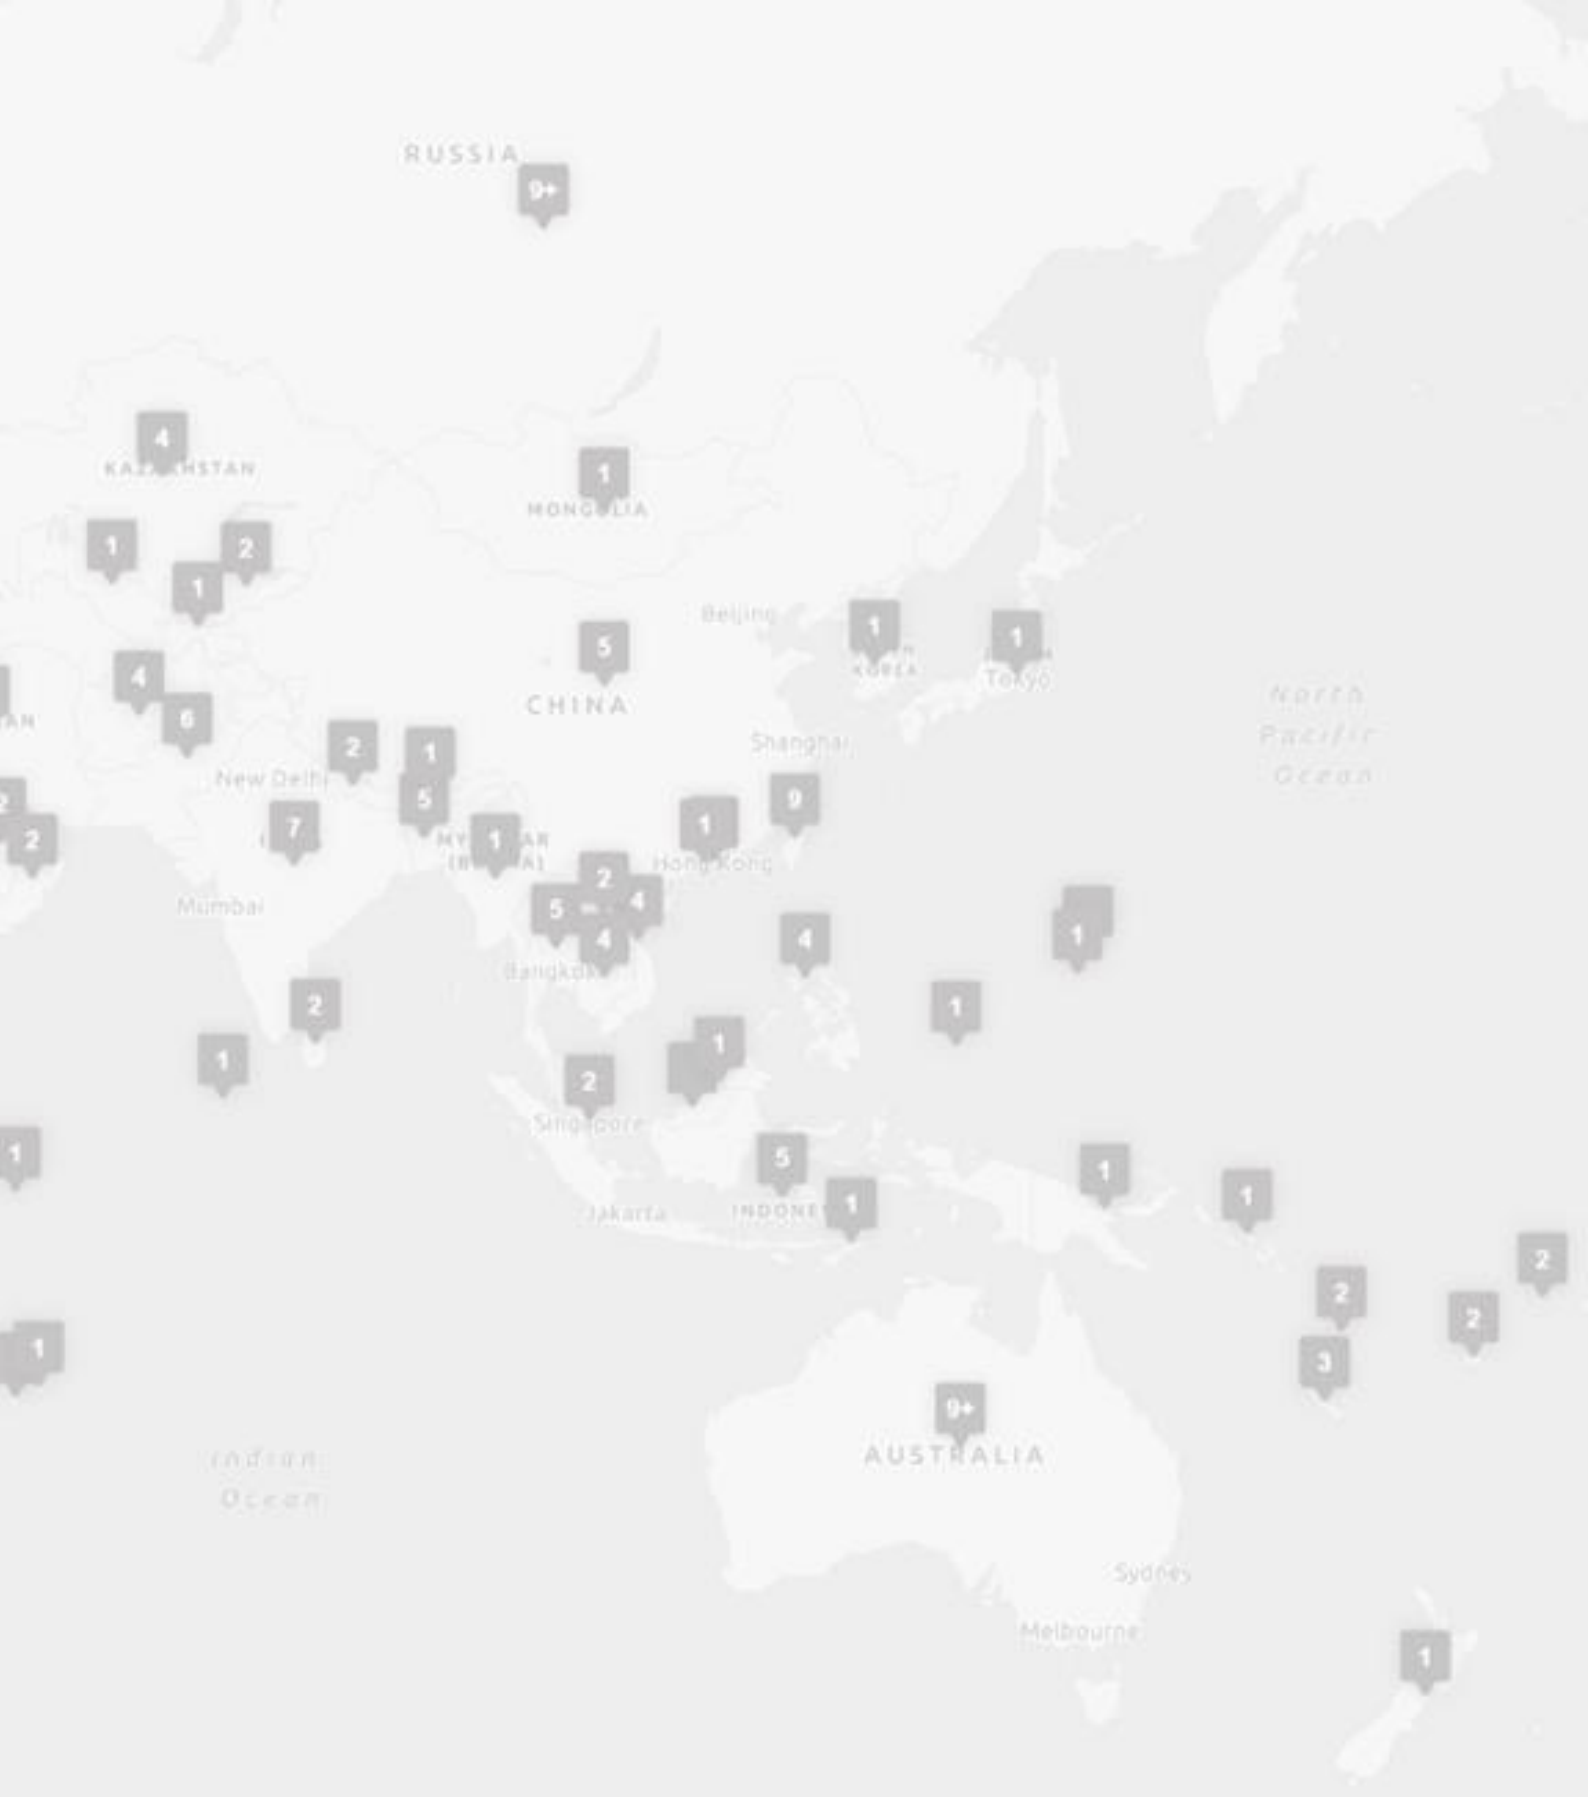 RUSSIA
9+
4
1
MONGOLIA
1
2
1
Beijing
5
1
1
KOREA
Tokyo
4
North
Pacific
Ocean
CHINA
6
2
1
Shanghai
New Delhi
5
9
2
7
1
1
Hong Kong
2
5
4
4
Mumbai
4
1
Bangkok
2
1
1
1
2
Singapore
1
5
1
1
1
Jakarta
2
2
2
3
1
9+
AUSTRALIA
Indian
Ocean
Sydney
Melbourne
1